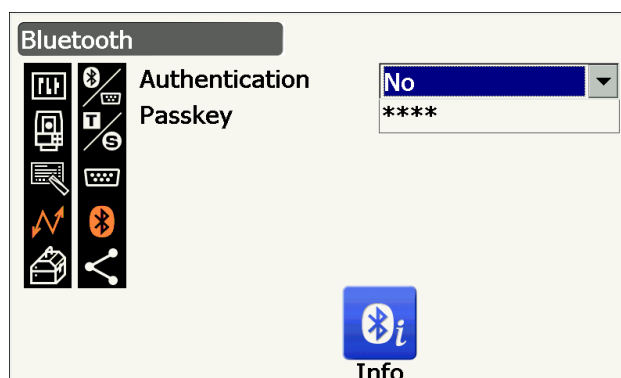 Bluetooth
Authentication No
Passkey ****
T
S
i
Info